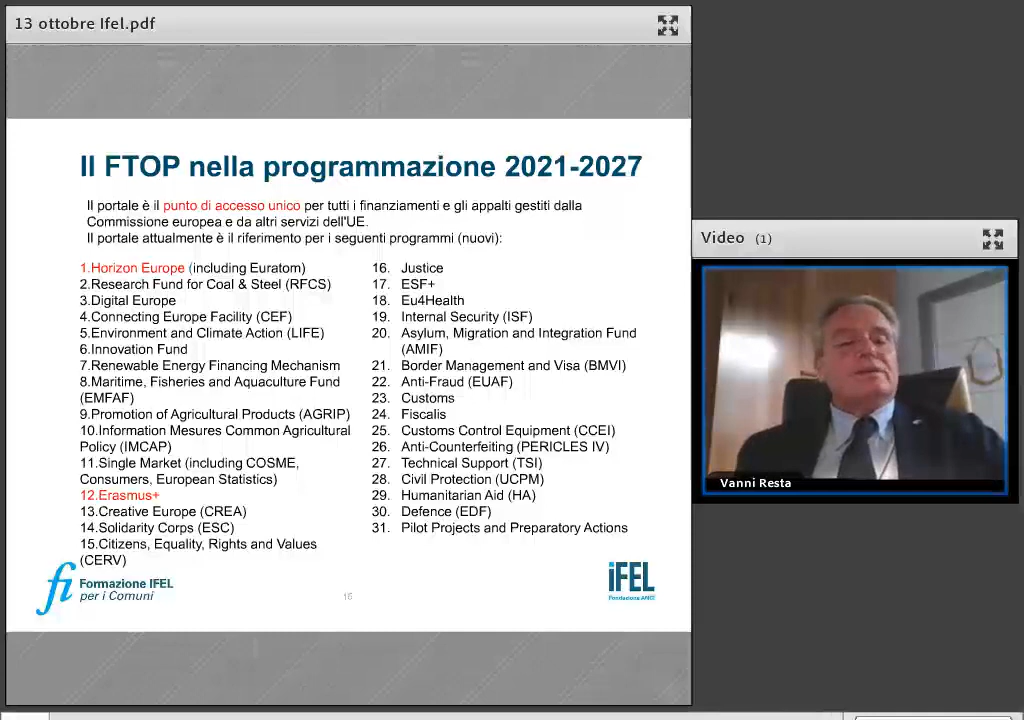 13 ottobre Ifel.pdf
Il FTOP nella programmazione 2021-2027
Il portale è il punto di accesso unico per tutti i finanziamenti e gli appalti gestiti dalla
Commissione europea e da altri servizi dell'UE.
Il portale attualmente è il riferimento per i seguenti programmi (nuovi):
1.Horizon Europe (including Euratom)
2.Research Fund for Coal & Steel (RFCS)
3.Digital Europe
4.Connecting Europe Facility (CEF)
5.Environment and Climate Action (LIFE)
6.Innovation Fund
7.Renewable Energy Financing Mechanism
8.Maritime, Fisheries and Aquaculture Fund
(EMFAF)
9.Promotion of Agricultural Products (AGRIP)
10.Information Mesures Common Agricultural
Policy (IMCAP)
11.Single Market (including COSME,
Consumers, European Statistics)
12.Erasmus+
13.Creative Europe (CREA)
14.Solidarity Corps (ESC)
15.Citizens, Equality, Rights and Values
(CERV)
16. Justice
17. ESF+
18. Eu4Health
19. Internal Security (ISF)
20. Asylum, Migration and Integration Fund
(AMIF)
21. Border Management and Visa (BMVI)
22. Anti-Fraud (EUAF)
23. Customs
24. Fiscalis
25. Customs Control Equipment (CCEI)
26. Anti-Counterfeiting (PERICLES IV)
27. Technical Support (TSI)
28. Civil Protection (UCPM)
29. Humanitarian Aid (HA)
30. Defence (EDF)
31. Pilot Projects and Preparatory Actions
fi Formazione IFEL
per i Comuni
16
iFEL
Fondazione ANCI
Video (1)
Vanni Resta